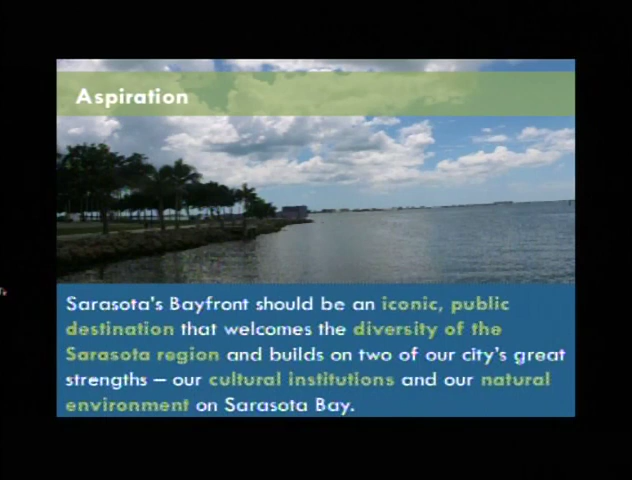 Aspiration
Sarasota's Bayfront should be an iconic, public
destination that welcomes the diversity of the
Sarasota region and builds on two of our city's great
strengths – our cultural institutions and our natural
environment on Sarasota Bay.